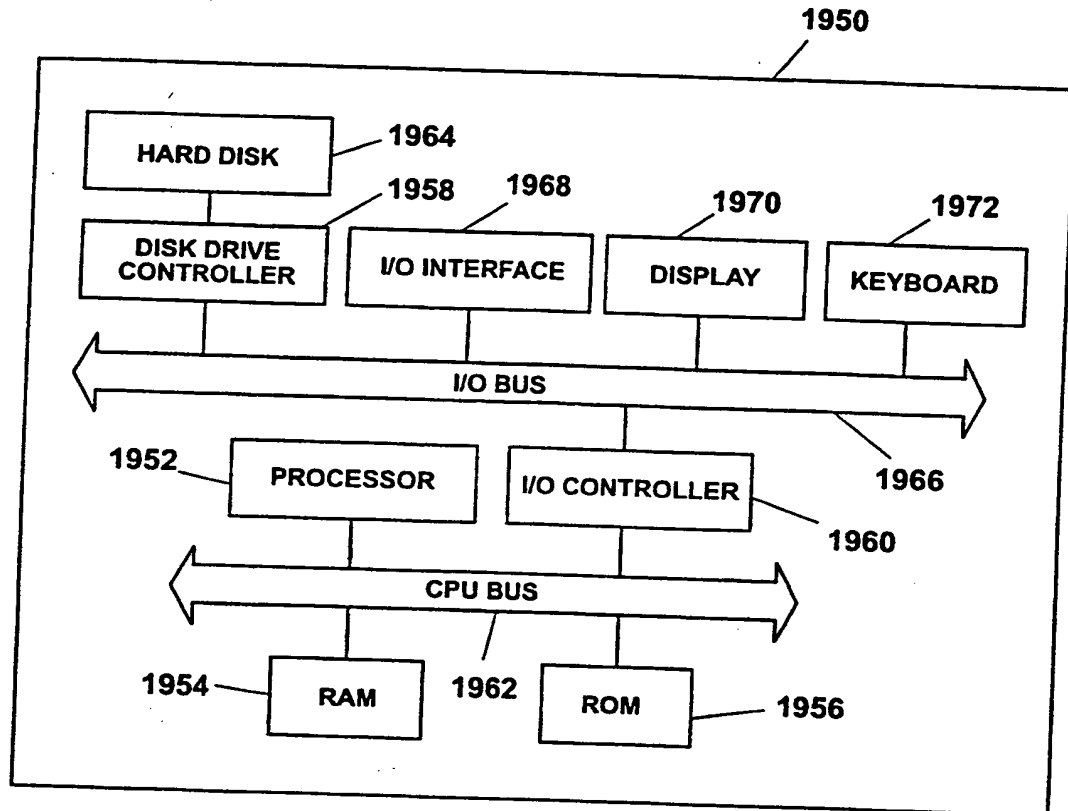 1950
HARD DISK
1964
1958
1968
1970
1972
DISK DRIVE
CONTROLLER
I/O INTERFACE
DISPLAY
KEYBOARD
I/O BUS
1966
1952
PROCESSOR
I/O CONTROLLER
1960
CPU BUS
1962
1954
RAM
ROM
1956